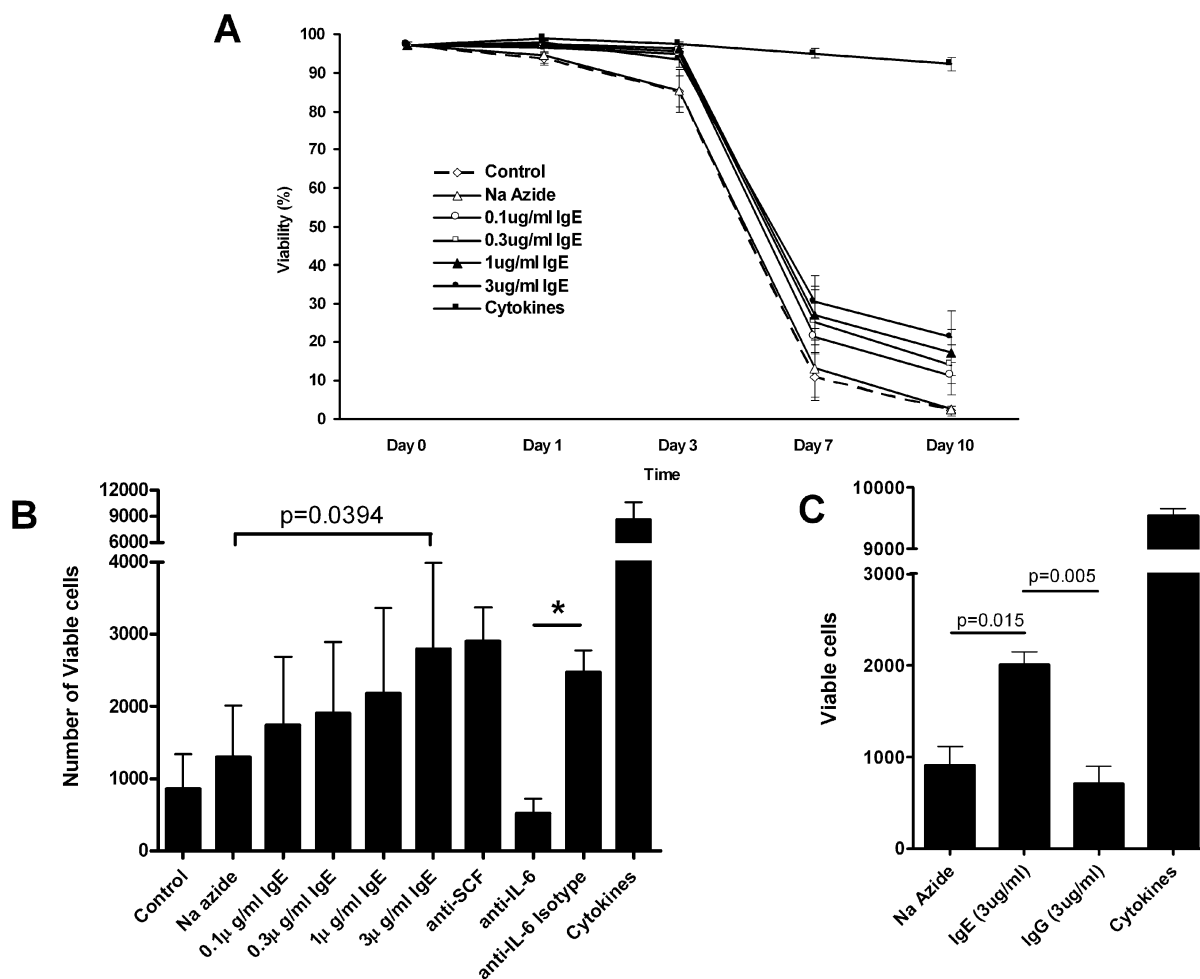 A
100
90
80
70
60
50
40
30
20
10
0
Viability (%)
Control
Na Azide
0.1ug/ml IgE
0.3ug/ml IgE
1ug/ml IgE
3ug/ml IgE
Cytokines
Day 0 Day 1 Day 3 Day 7 Day 10
Time
B
12000
9000
6000
4000
3000
2000
1000
0
Number of Viable cells
p=0.0394
*
Control
Na azide
0.1µ g/ml IgE
0.3µ g/ml IgE
1µ g/ml IgE
3µ g/ml IgE
anti-SCF
anti-IL-6
anti-IL-6 Isotype
Cytokines
C
10000
9000
3000
2000
1000
0
Viable cells
p=0.005
p=0.015
Na Azide
IgE (3ug/ml)
IgG (3ug/ml)
Cytokines